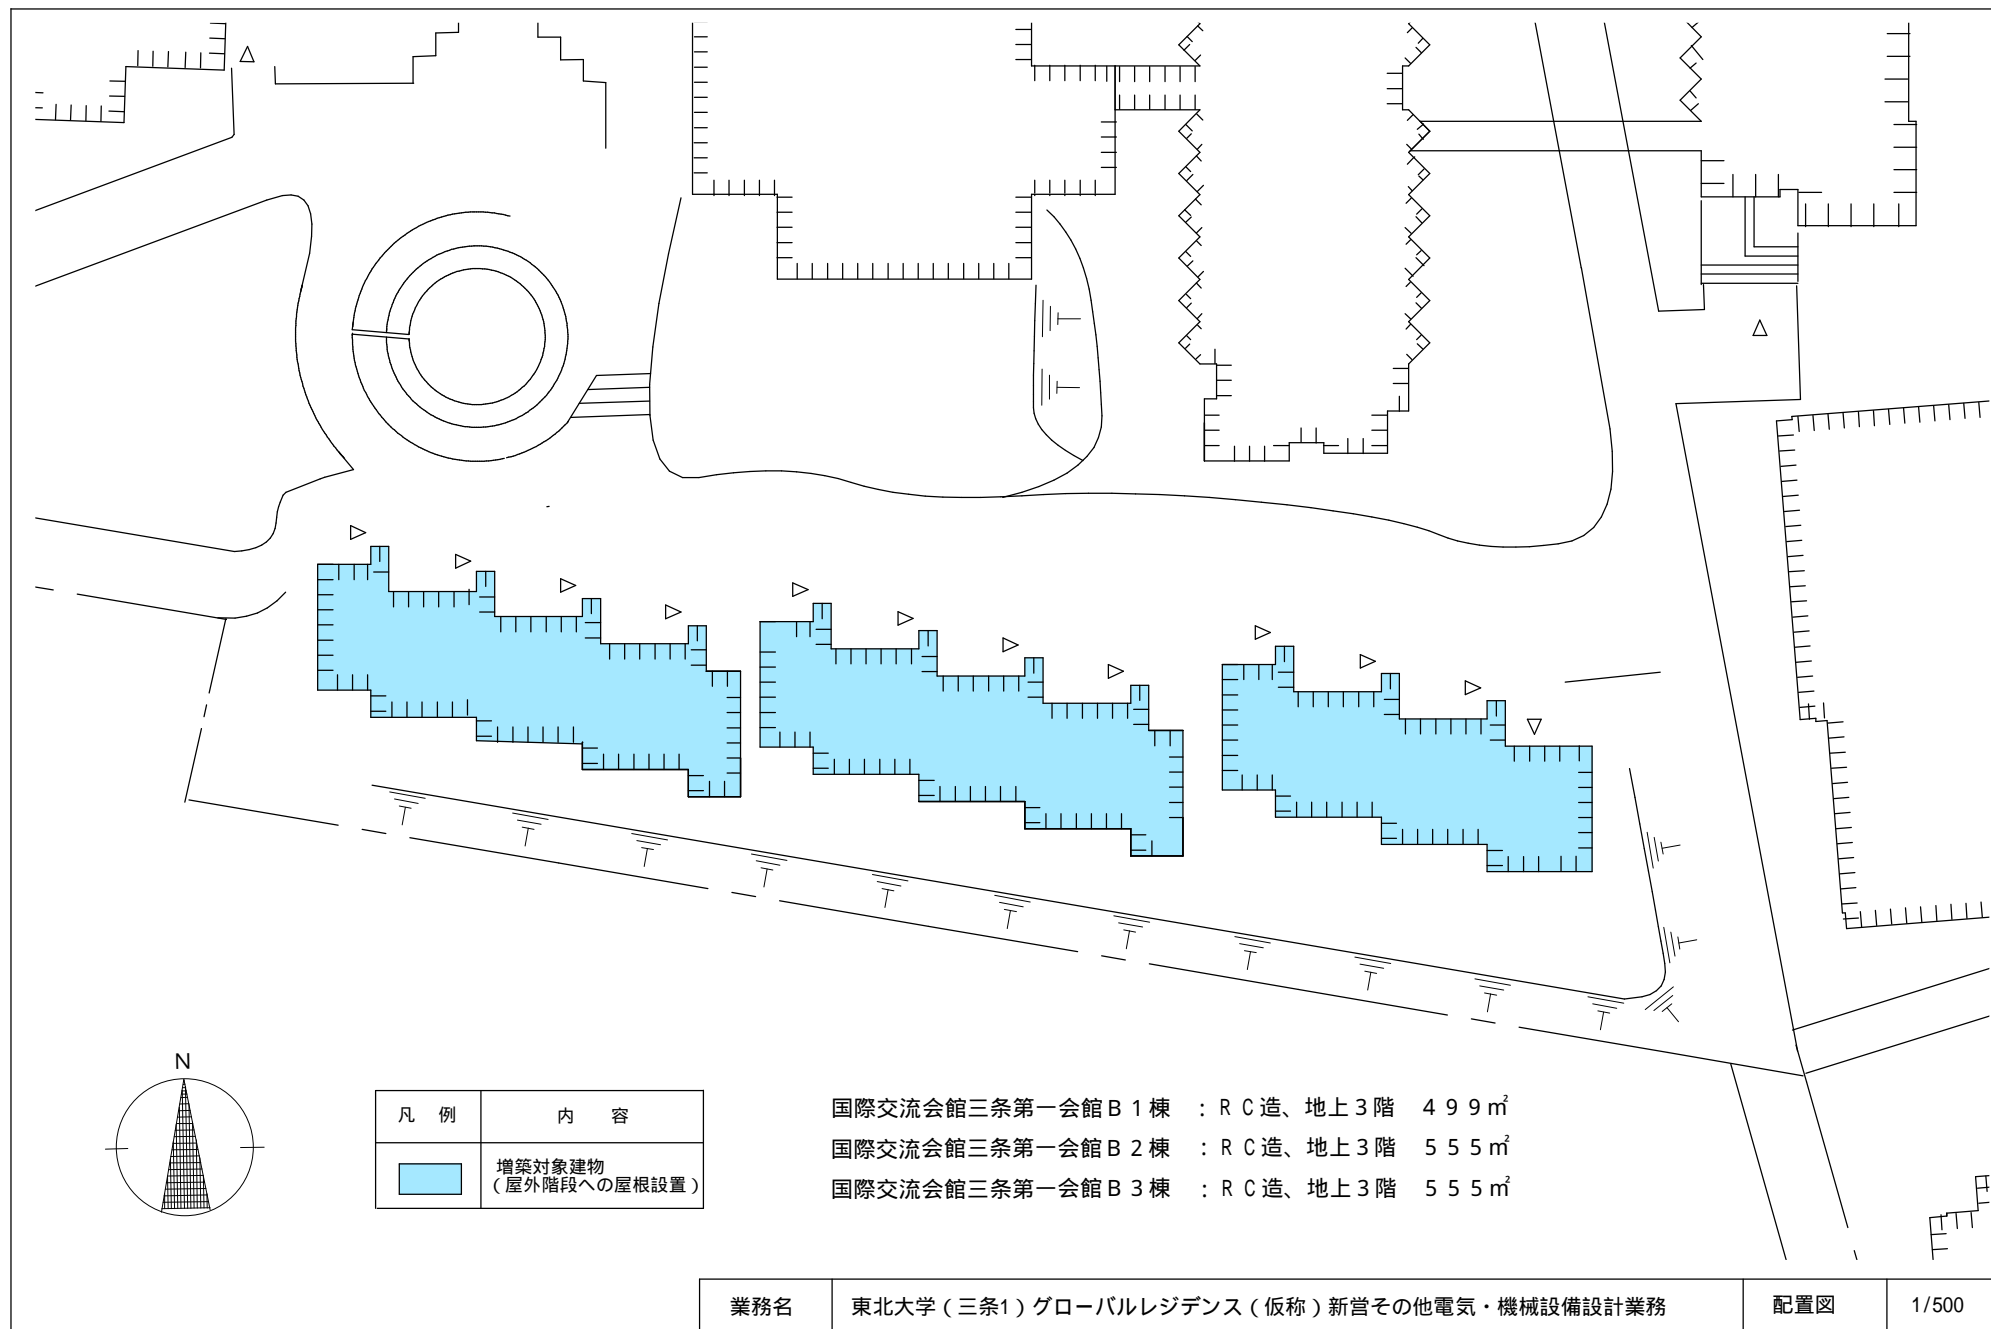 N
凡 例 内 容
増築対象建物
(屋外階段への屋根設置)
国際交流会館三条第一会館B1棟 :RC造、地上3階 499㎡
国際交流会館三条第一会館B2棟 :RC造、地上3階 555㎡
国際交流会館三条第一会館B3棟 :RC造、地上3階 555㎡
業務名 東北大学(三条1)グローバルレジデンス(仮称)新営その他電気・機械設備設計業務 配置図 1/500